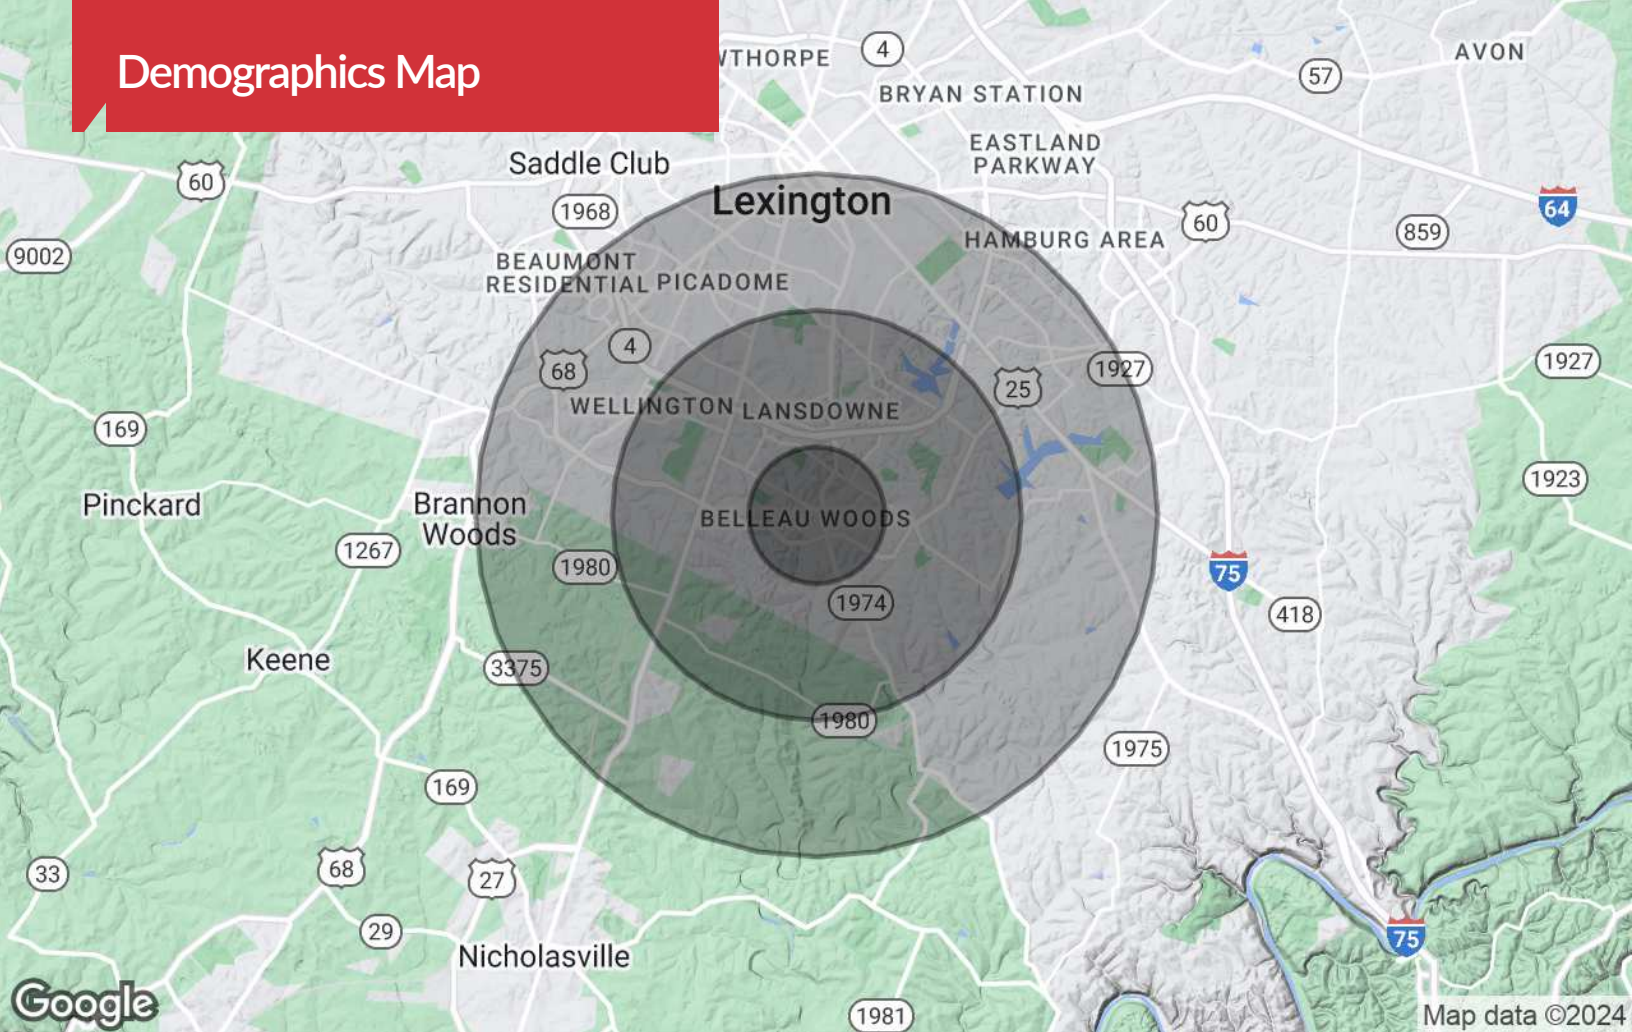 Demographics Map
4
57
AVON
BRYAN STATION
EASTLAND
PARKWAY
Saddle Club
60
1968
Lexington
60
64
859
9002
HAMBURG AREA
BEAUMONT
RESIDENTIAL
PICADOME
4
68
25
1927
1927
WELLINGTON
LANSDOWNE
169
1923
Pinckard
Brannon
Woods
BELLEAU WOODS
1267
1980
75
1974
418
Keene
3375
1980
1975
169
33
68
27
29
75
Nicholasville
1981
Google
Map data ©2024